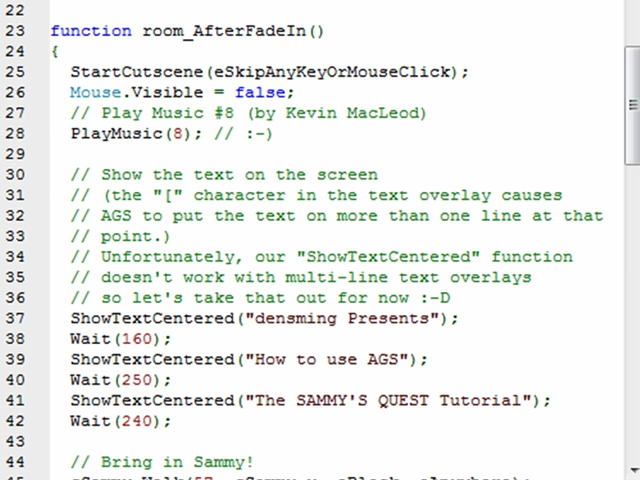 22
23 function room_AfterFadeIn()
24 {
25 StartCutscene(eSkipAnyKeyOrMouseClick);
26 Mouse.Visible = false;
27 // Play Music #8 (by Kevin MacLeod)
28 PlayMusic(8); // :-)
29
30 // Show the text on the screen
31 // (the "[" character in the text overlay causes
32 // AGS to put the text on more than one line at that
33 // point.)
34 // Unfortunately, our "ShowTextCentered" function
35 // doesn't work with multi-line text overlays
36 // so let's take that out for now :-D
37 ShowTextCentered("densming Presents");
38 Wait(160);
39 ShowTextCentered("How to use AGS");
40 Wait(250);
41 ShowTextCentered("The SAMMY'S QUEST Tutorial");
42 Wait(240);
43
44 // Bring in Sammy!